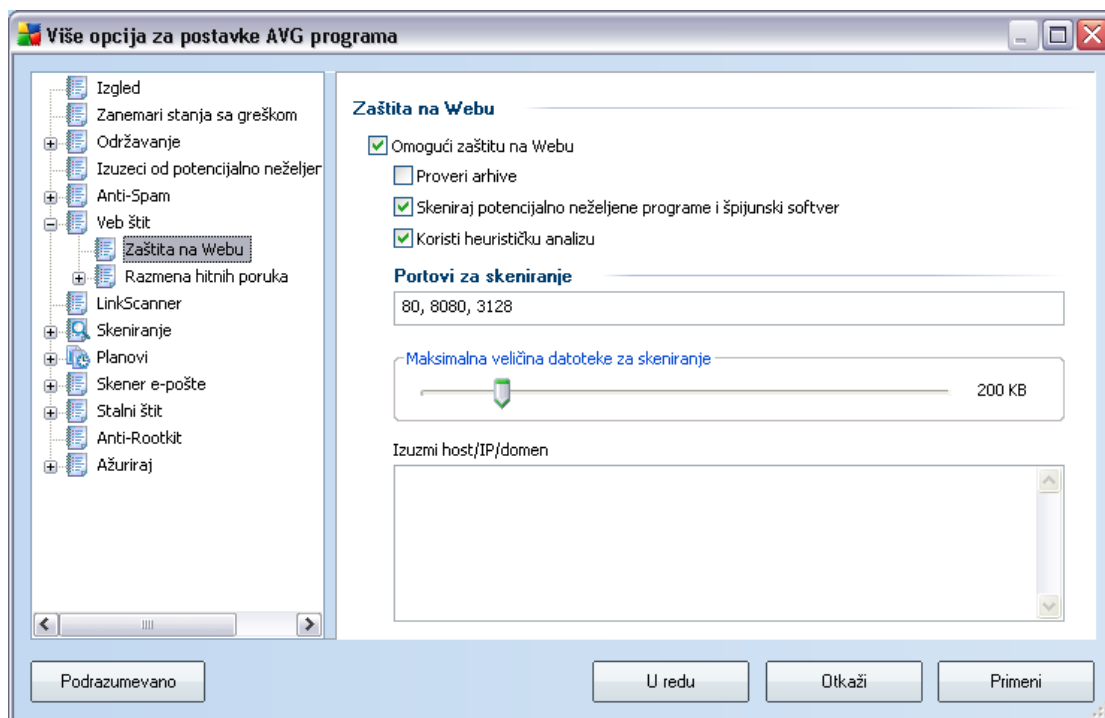 Više opcija za postavke AVG programa
Izgled
Zanemari stanja sa greškom
Održavanje
Izuzeci od potencijalno neželjer
Anti-Spam
Veb štit
Zaštita na Webu
Razmena hitnih poruka
LinkScanner
Skeniranje
Planovi
Skener e-pošte
Stalni štit
Anti-Rootkit
Ažuriraj
Zaštita na Webu
Omogući zaštitu na Webu
Proveri arhive
Skeniraj potencijalno neželjene programe i špijunski softver
Koristi heurističku analizu
Portovi za skeniranje
80, 8080, 3128
Maksimalna veličina datoteke za skeniranje
200 KB
Izuzmi host/IP/domen
Podrazumevano
U redu
Otkaži
Primeni